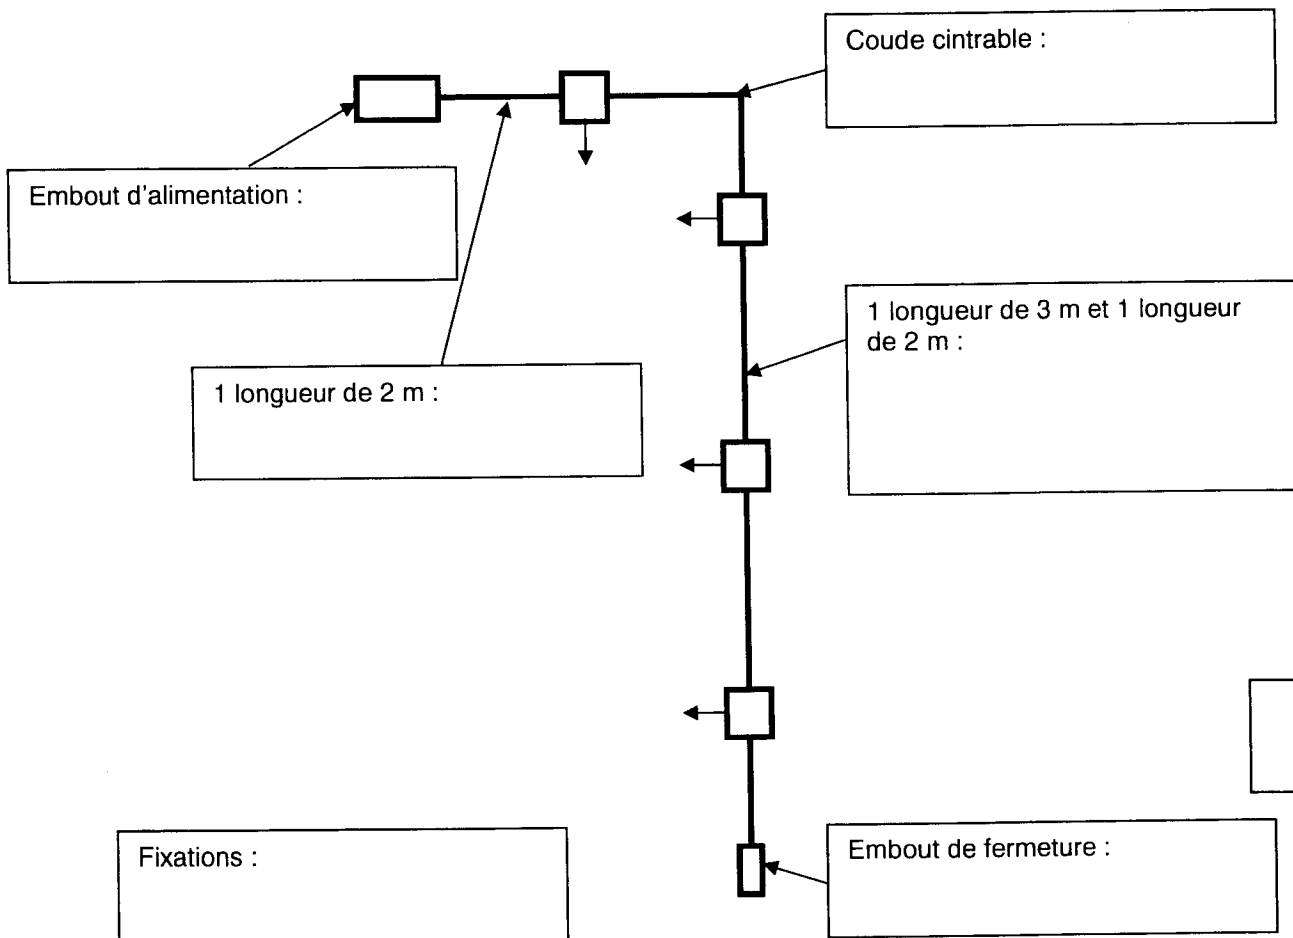 Coude cintrable :
Embout d'alimentation :
1 longueur de 3 m et 1 longueur
de 2 m :
1 longueur de 2 m :
Fixations :
Embout de fermeture :